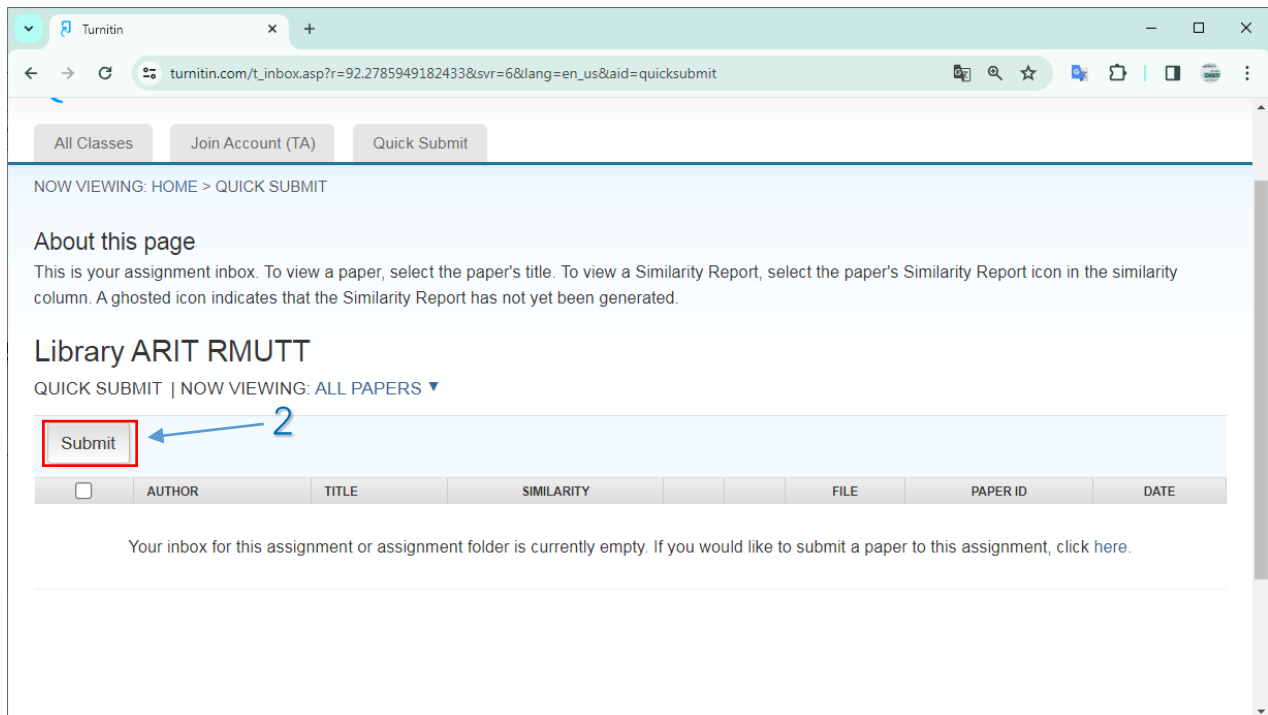 Turnitin
turnitin.com/t_inbox.asp?r=92.2785949182433&svr=6&lang=en_us&aid=quicksubmit
All Classes Join Account (TA) Quick Submit
NOW VIEWING: HOME > QUICK SUBMIT
About this page
This is your assignment inbox. To view a paper, select the paper's title. To view a Similarity Report, select the paper's Similarity Report icon in the similarity
column. A ghosted icon indicates that the Similarity Report has not yet been generated.
Library ARIT RMUTT
QUICK SUBMIT | NOW VIEWING: ALL PAPERS ▼
Submit 2
AUTHOR TITLE SIMILARITY FILE PAPER ID DATE
Your inbox for this assignment or assignment folder is currently empty. If you would like to submit a paper to this assignment, click here.